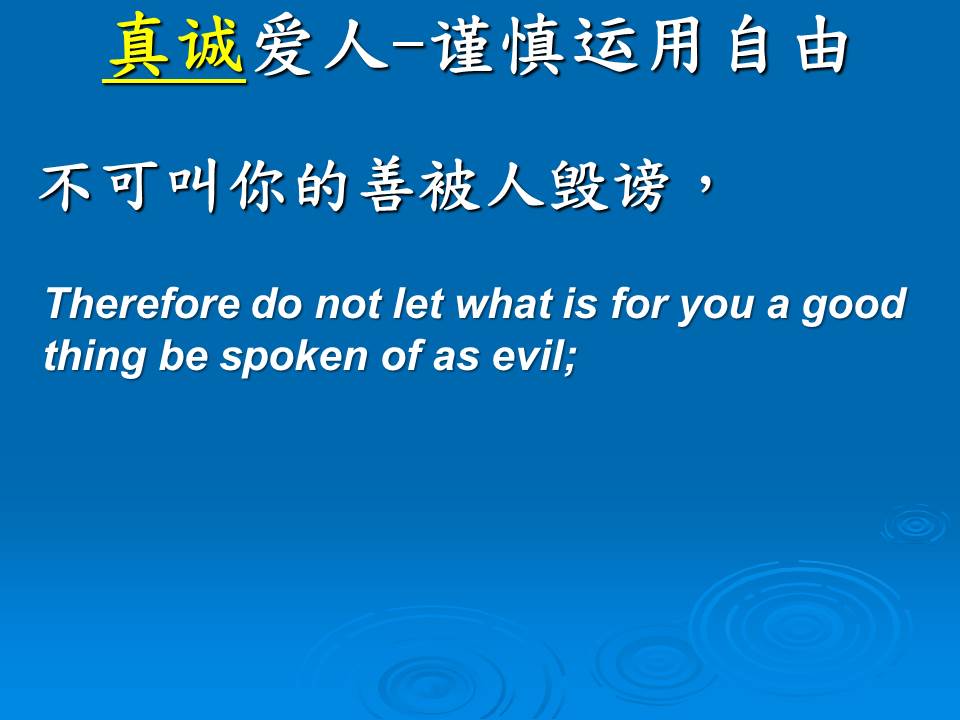 真诚爱人-谨慎运用自由
不可叫你的善被人毁谤，
Therefore do not let what is for you a good
thing be spoken of as evil;